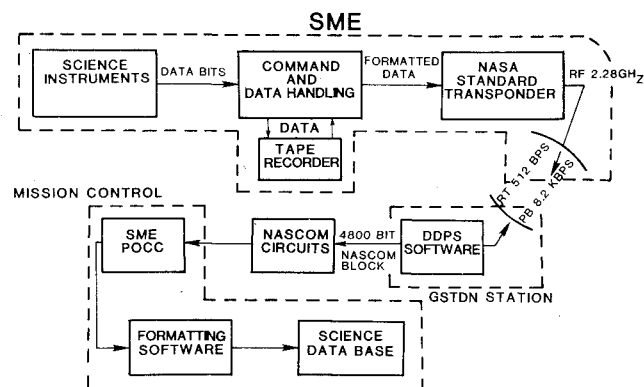 SME
SCIENCE
INSTRUMENTS
DATA BITS
COMMAND
AND
DATA HANDLING
FORMATTED
DATA
NASA
STANDARD
TRANSPONDER
RF 2.28GHz
DATA
TAPE
RECORDER
RT 512 BPS
PB 8.2 KBPS
MISSION CONTROL
SME
POCC
NASCOM
CIRCUITS
4800 BIT
NASCOM
BLOCK
DDPS
SOFTWARE
GSTDN STATION
FORMATTING
SOFTWARE
SCIENCE
DATA BASE